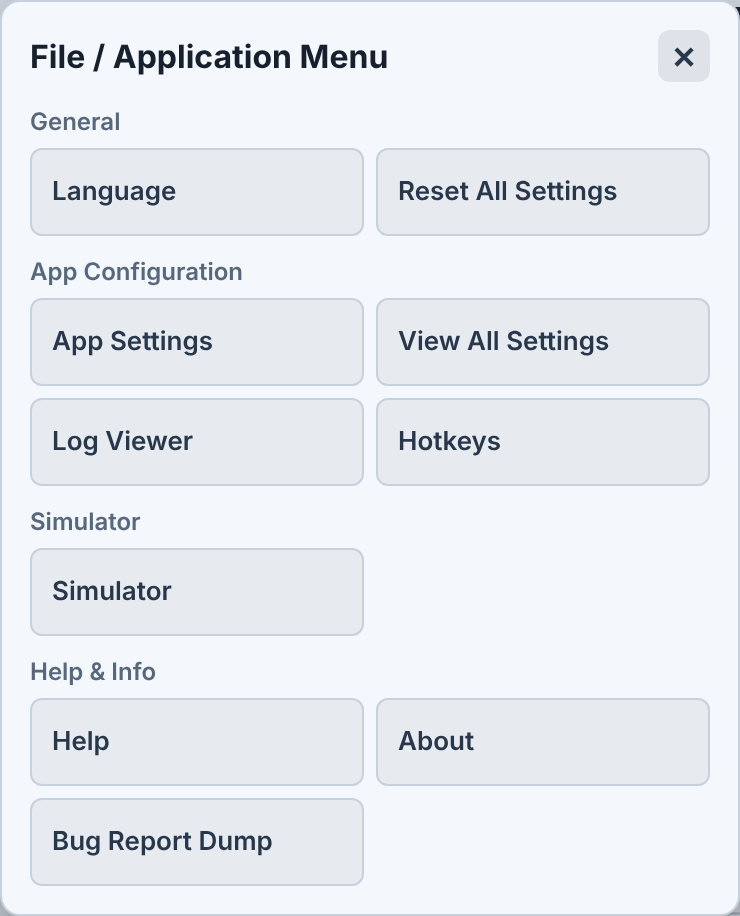 File / Application Menu
General
Language
Reset All Settings
App Configuration
App Settings
View All Settings
Log Viewer
Hotkeys
Simulator
Simulator
Help & Info
Help
About
Bug Report Dump